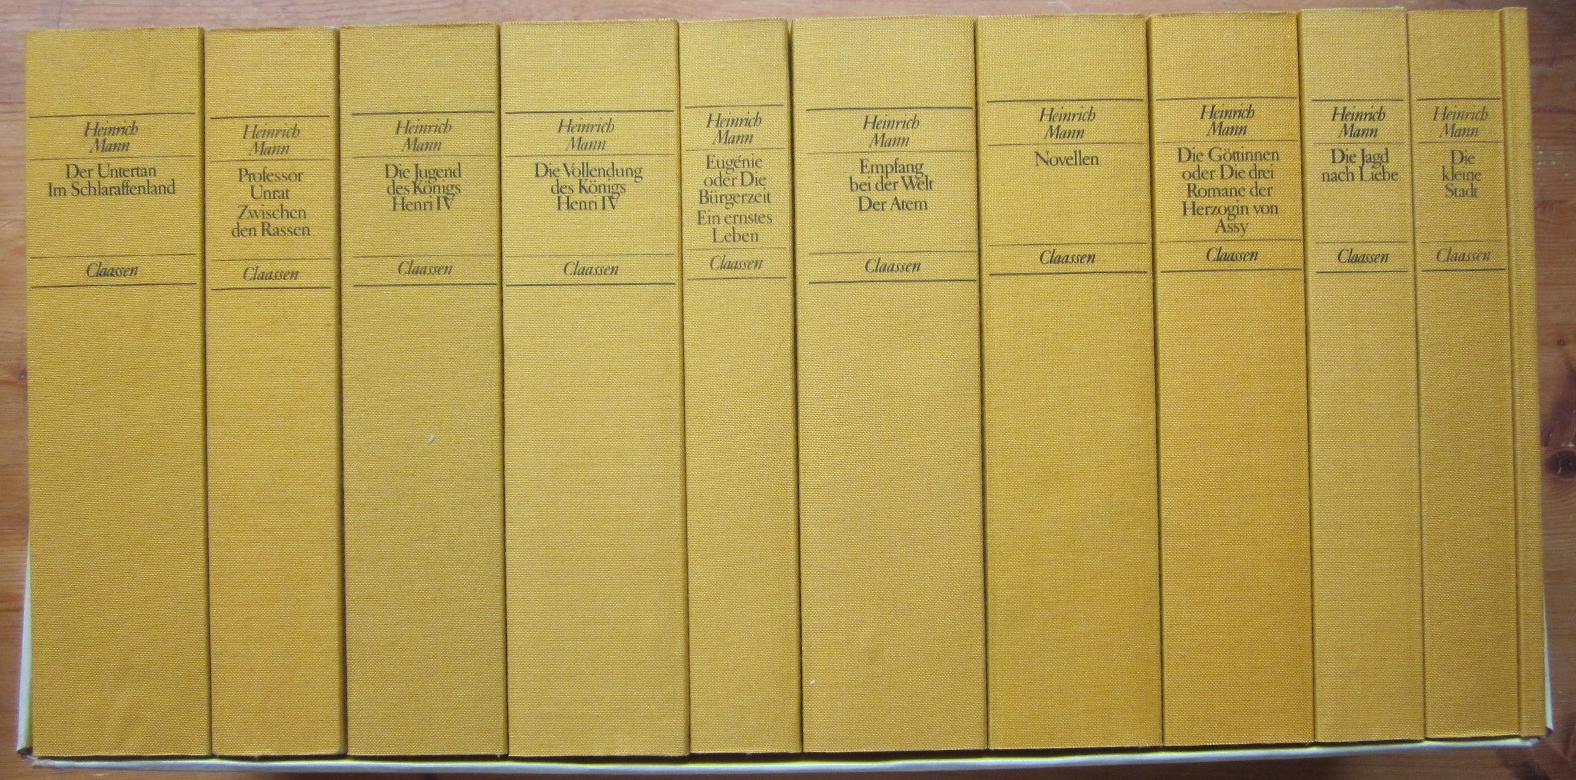 Heinrich
Mann
Der Untertan
Im Schlaraffenland
Claassen
Heinrich
Mann
Professor
Unrat
Zwischen
den Rassen
Claassen
Heinrich
Mann
Die Jugend
des Königs
Henri IV
Claassen
Heinrich
Mann
Die Vollendung
des Königs
Henri IV
Claassen
Heinrich
Mann
Eugénie
oder Die
Bürgerzeit
Ein ernstes
Leben
Claassen
Heinrich
Mann
Empfang
bei der Welt
Der Atem
Claassen
Heinrich
Mann
Novellen
Claassen
Heinrich
Mann
Die Göttinnen
oder Die drei
Romane der
Herzogin von
Assy
Claassen
Heinrich
Mann
Die Jagd
nach Liebe
Claassen
Heinrich
Mann
Die
kleine
Stadt
Claassen